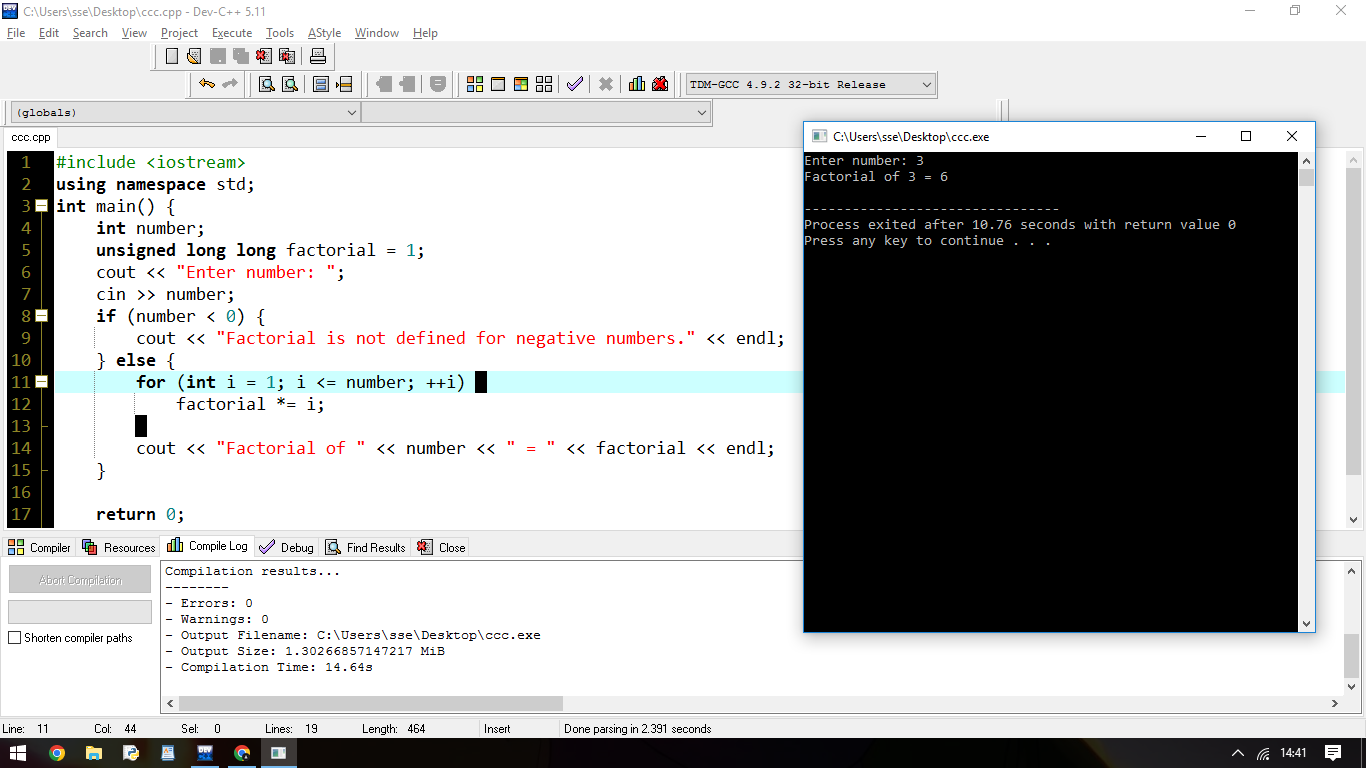 C:\Users\sse\Desktop\ccc.cpp - Dev-C++ 5.11
File Edit Search View Project Execute Tools AStyle Window Help
TDM-GCC 4.9.2 32-bit Release
(globals)
ccc.cpp
1 #include <iostream>
2 using namespace std;
3 int main() {
4 int number;
5 unsigned long long factorial = 1;
6 cout << "Enter number: ";
7 cin >> number;
8 if (number < 0) {
9 cout << "Factorial is not defined for negative numbers." << endl;
10 } else {
11 for (int i = 1; i <= number; ++i)
12 factorial *= i;
13
14 cout << "Factorial of " << number << " = " << factorial << endl;
15 }
16
17 return 0;
C:\Users\sse\Desktop\ccc.exe
Enter number: 3
Factorial of 3 = 6
--------------------------------
Process exited after 10.76 seconds with return value 0
Press any key to continue . . .
Compiler Resources Compile Log Debug Find Results Close
Abort Compilation
Shorten compiler paths
Compilation results...
--------
- Errors: 0
- Warnings: 0
- Output Filename: C:\Users\sse\Desktop\ccc.exe
- Output Size: 1.30266857147217 MiB
- Compilation Time: 14.64s
Line: 11 Col: 44 Sel: 0 Lines: 19 Length: 464 Insert Done parsing in 2.391 seconds
14:41